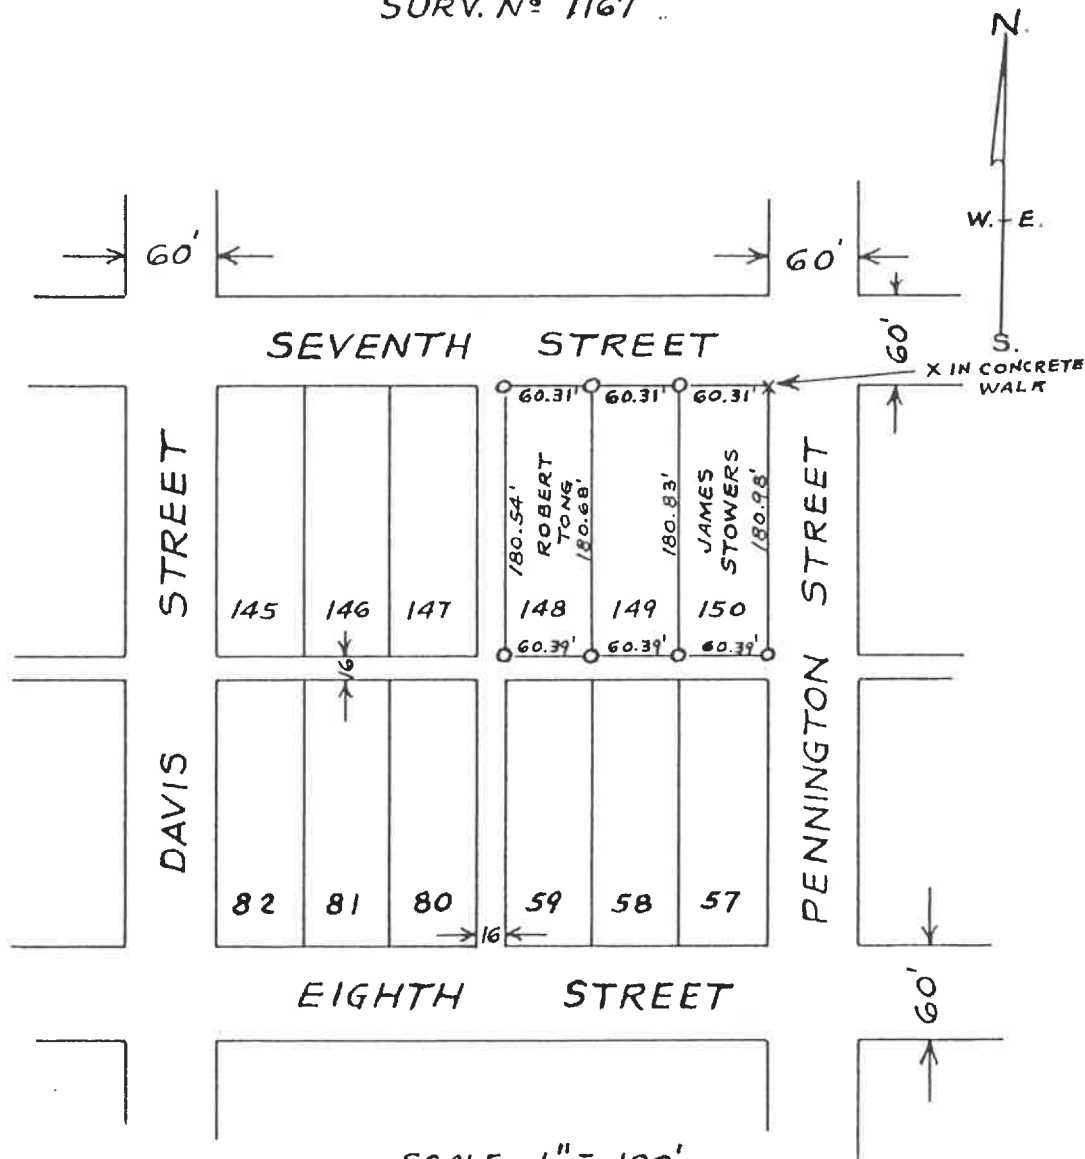 SURV. Nº 1167
N.
W. E.
S.
60'
60'
60'
SEVENTH STREET
X IN CONCRETE
WALK
60.31' 60.31' 60.31'
STREET
180.54'
ROBERT
TONG
180.68'
180.83'
JAMES
STOWERS
180.98'
145 146 147 148 149 150
60.39' 60.39' 60.39'
16
PENNINGTON STREET
DAVIS
82 81 80 59 58 57
16
EIGHTH STREET
60'